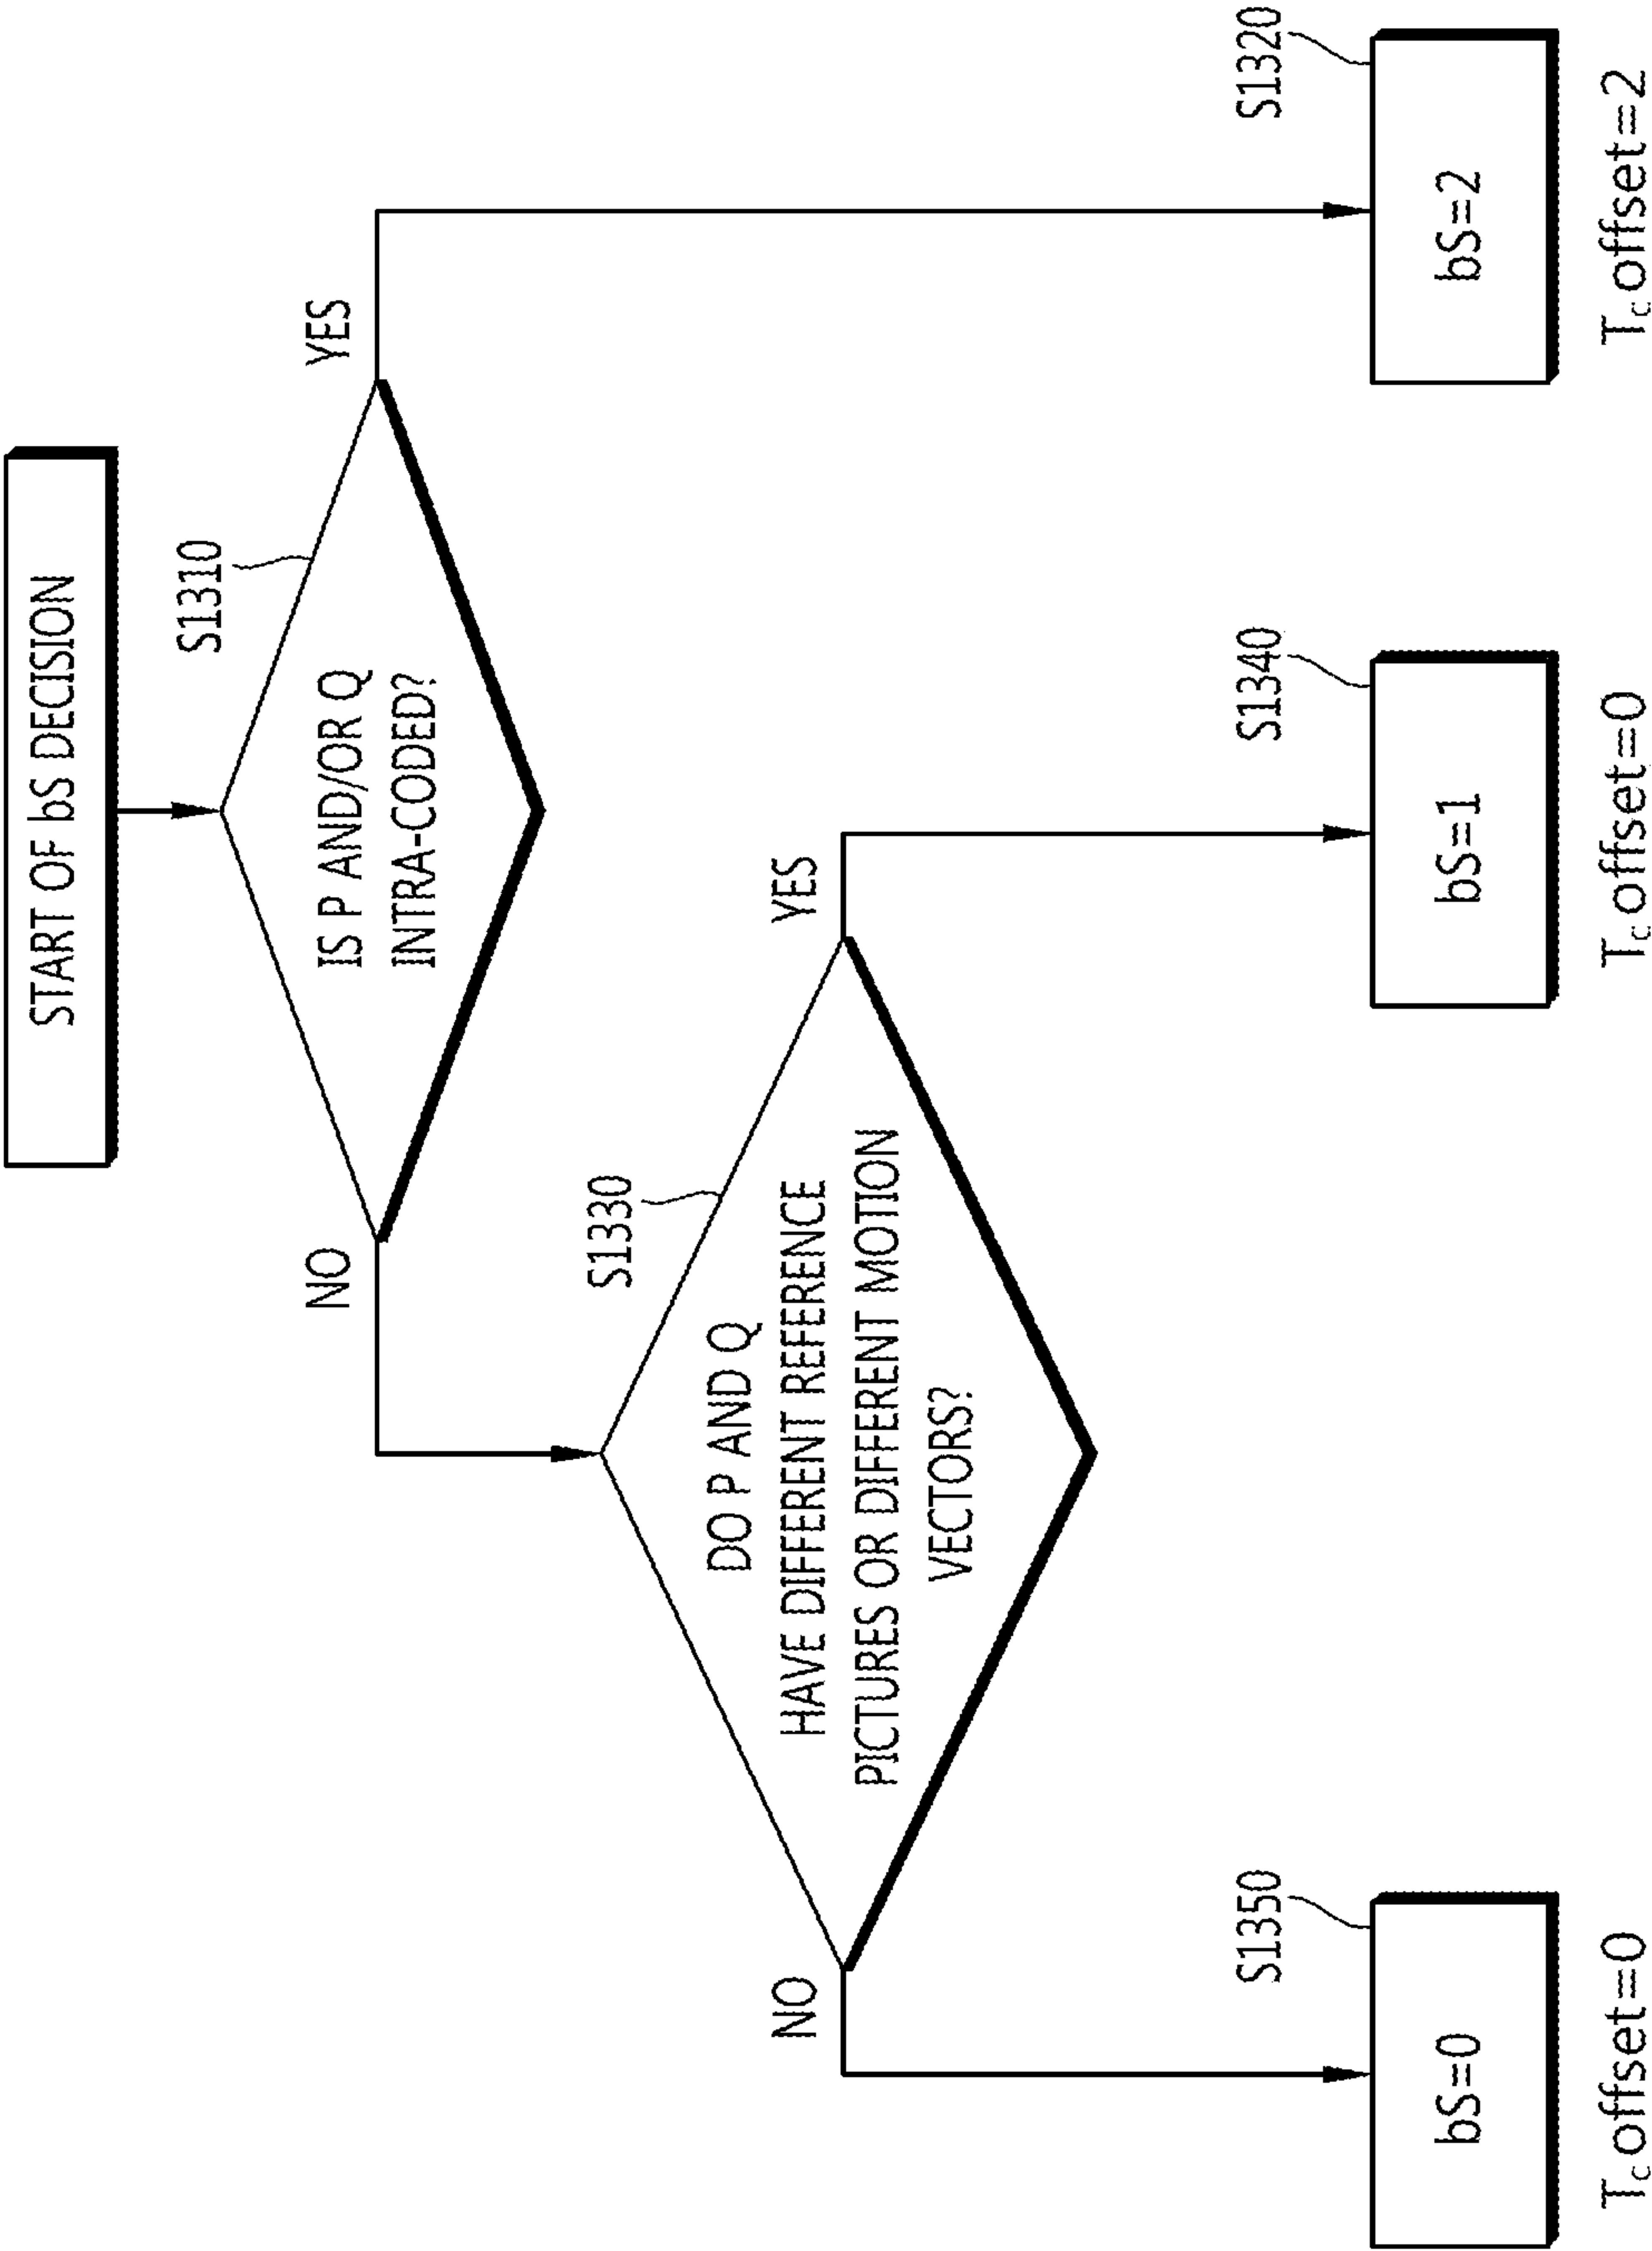 START OF bS DECISION
S1310
IS P AND/OR Q
INTRA-CODED?
NO
YES
S1330
DO P AND Q
HAVE DIFFERENT REFERENCE
PICTURES OR DIFFERENT MOTION
VECTORS?
NO
YES
S1350
S1340
S1320
bS=0
bS=1
bS=2
Tc offset=0
Tc offset=0
Tc offset=2